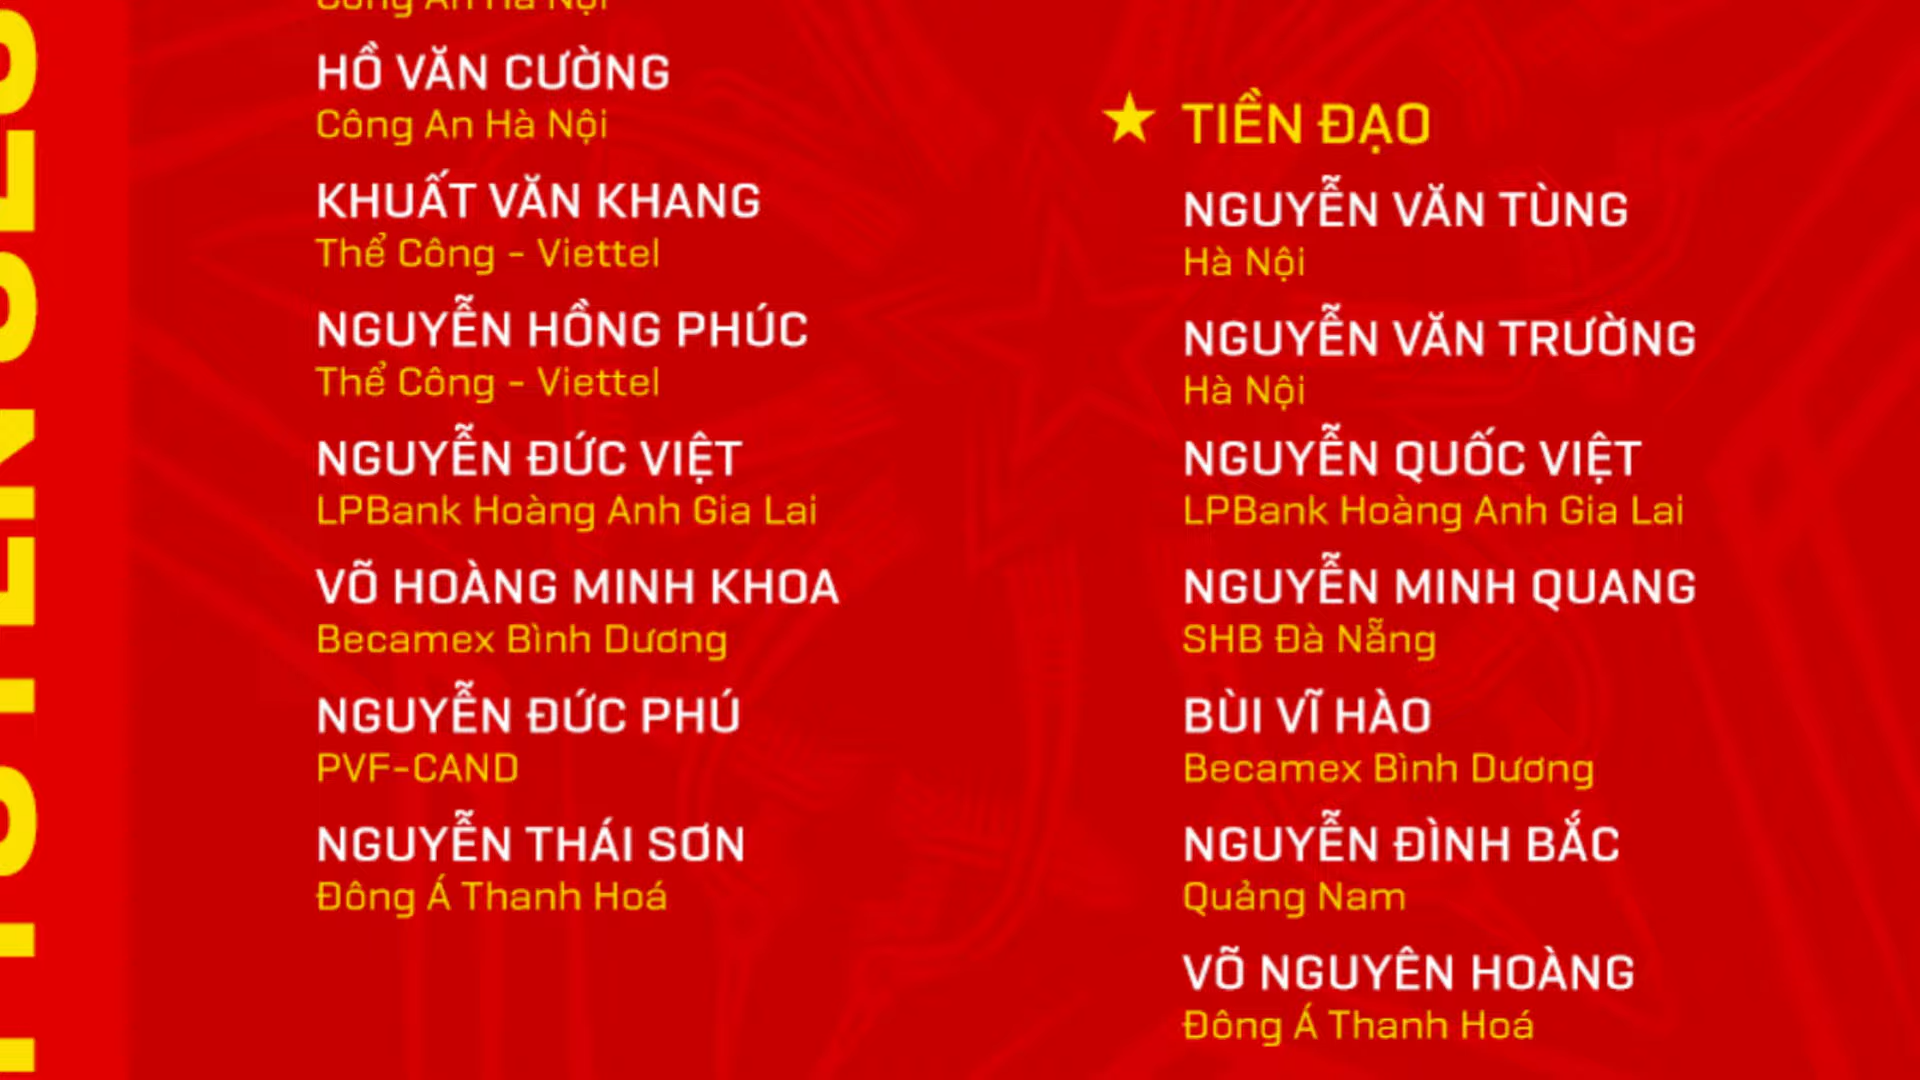 Công An Hà Nội
HỒ VĂN CƯỜNG
Công An Hà Nội
KHUẤT VĂN KHANG
Thể Công - Viettel
NGUYỄN HỒNG PHÚC
Thể Công - Viettel
NGUYỄN ĐỨC VIỆT
LPBank Hoàng Anh Gia Lai
VÕ HOÀNG MINH KHOA
Becamex Bình Dương
NGUYỄN ĐỨC PHÚ
PVF-CAND
NGUYỄN THÁI SƠN
Đông Á Thanh Hoá
TIỀN ĐẠO
NGUYỄN VĂN TÙNG
Hà Nội
NGUYỄN VĂN TRƯỜNG
Hà Nội
NGUYỄN QUỐC VIỆT
LPBank Hoàng Anh Gia Lai
NGUYỄN MINH QUANG
SHB Đà Nẵng
BÙI VĨ HÀO
Becamex Bình Dương
NGUYỄN ĐÌNH BẮC
Quảng Nam
VÕ NGUYÊN HOÀNG
Đông Á Thanh Hoá